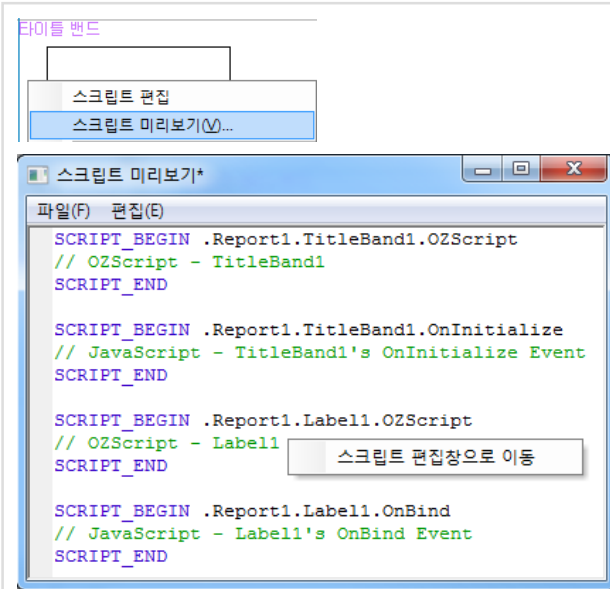 타이틀 밴드
스크립트 편집
스크립트 미리보기(V)...
스크립트 미리보기*
파일(F) 편집(E)
SCRIPT_BEGIN .Report1.TitleBand1.OZScript
// OZScript - TitleBand1
SCRIPT_END
SCRIPT_BEGIN .Report1.TitleBand1.OnInitialize
// JavaScript - TitleBand1's OnInitialize Event
SCRIPT_END
SCRIPT_BEGIN .Report1.Label1.OZScript
// OZScript - Label1
스크립트 편집창으로 이동
SCRIPT_END
SCRIPT_BEGIN .Report1.Label1.OnBind
// JavaScript - Label1's OnBind Event
SCRIPT_END